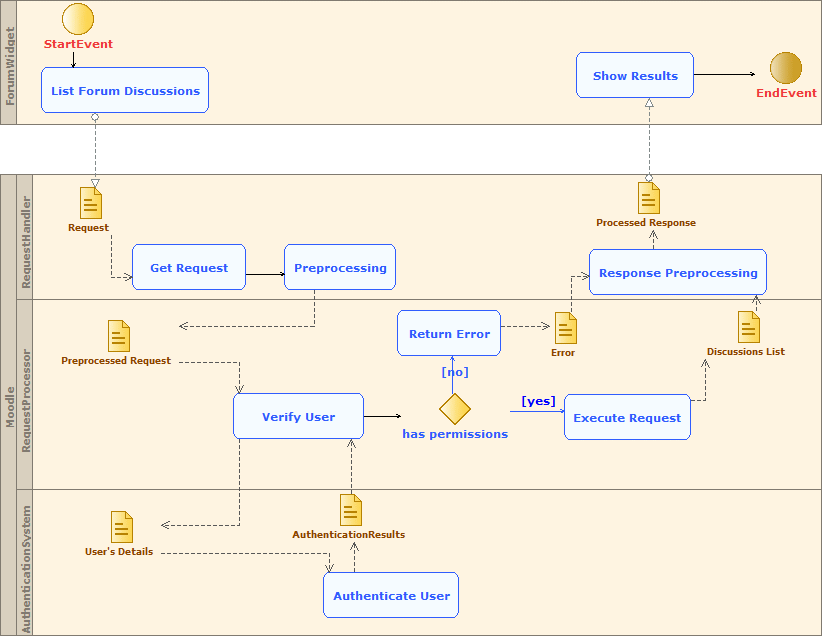 ForumWidget
StartEvent
List Forum Discussions
Show Results
EndEvent
Moodle
RequestHandler
Request
Get Request
Preprocessing
Processed Response
Response Preprocessing
RequestProcessor
Preprocessed Request
Return Error
Error
Discussions List
[no]
Verify User
has permissions
[yes]
Execute Request
AuthenticationSystem
User's Details
AuthenticationResults
Authenticate User